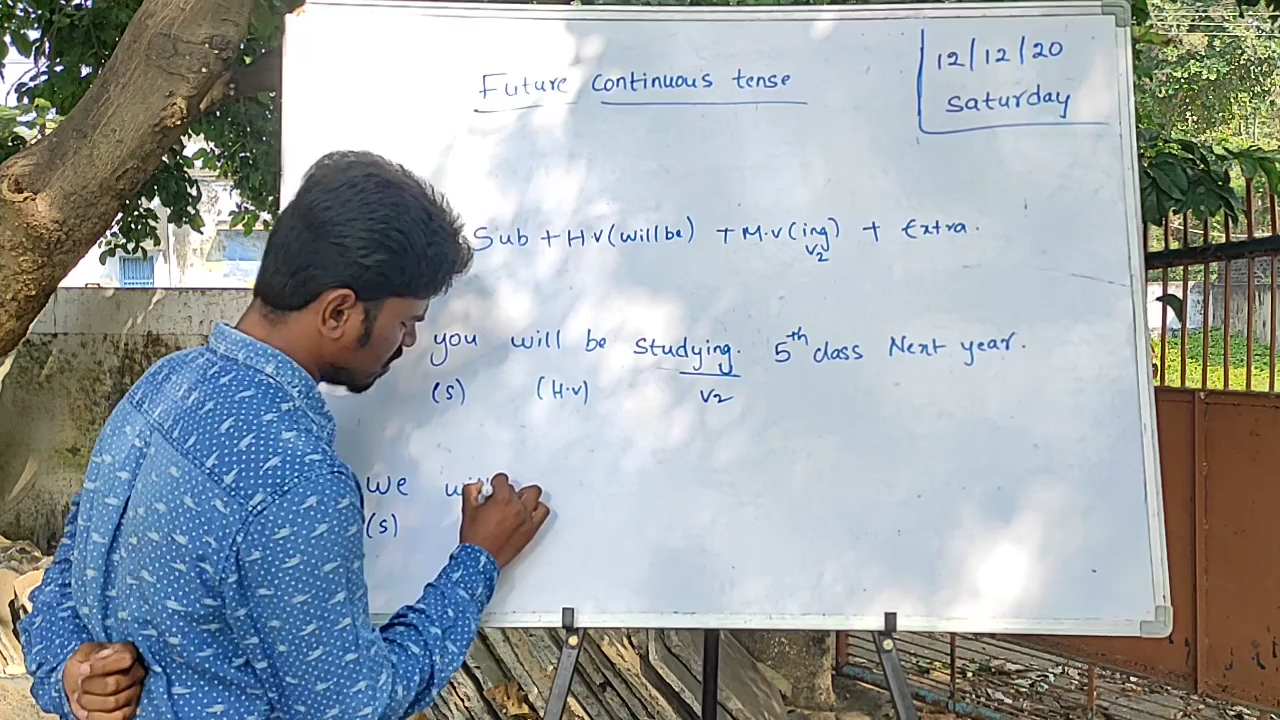 12/12/20
Saturday
Future continuous tense
Sub + H.v (will be) + M.v (ing) + Extra.
v2
you will be studying. 5th class Next year.
(s) (H.v) v2
we
(s)